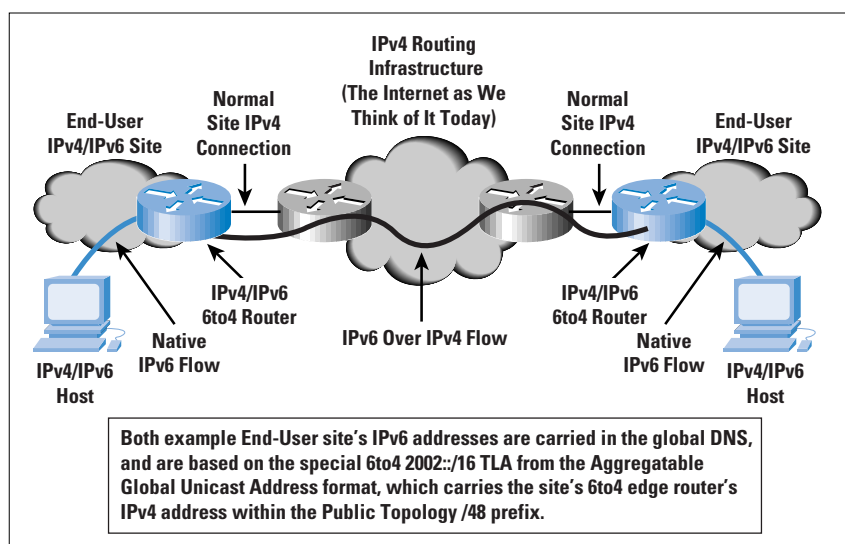 IPv4 Routing
Infrastructure
(The Internet as We
Think of It Today)
Normal
Site IPv4
Connection
End-User
IPv4/IPv6 Site
Normal
Site IPv4
Connection
End-User
IPv4/IPv6 Site
IPv4/IPv6
Host
Native
IPv6 Flow
IPv4/IPv6
6to4 Router
IPv6 Over IPv4 Flow
IPv4/IPv6
6to4 Router
Native
IPv6 Flow
IPv4/IPv6
Host
Both example End-User site's IPv6 addresses are carried in the global DNS,
and are based on the special 6to4 2002::/16 TLA from the Aggregatable
Global Unicast Address format, which carries the site's 6to4 edge router's
IPv4 address within the Public Topology /48 prefix.